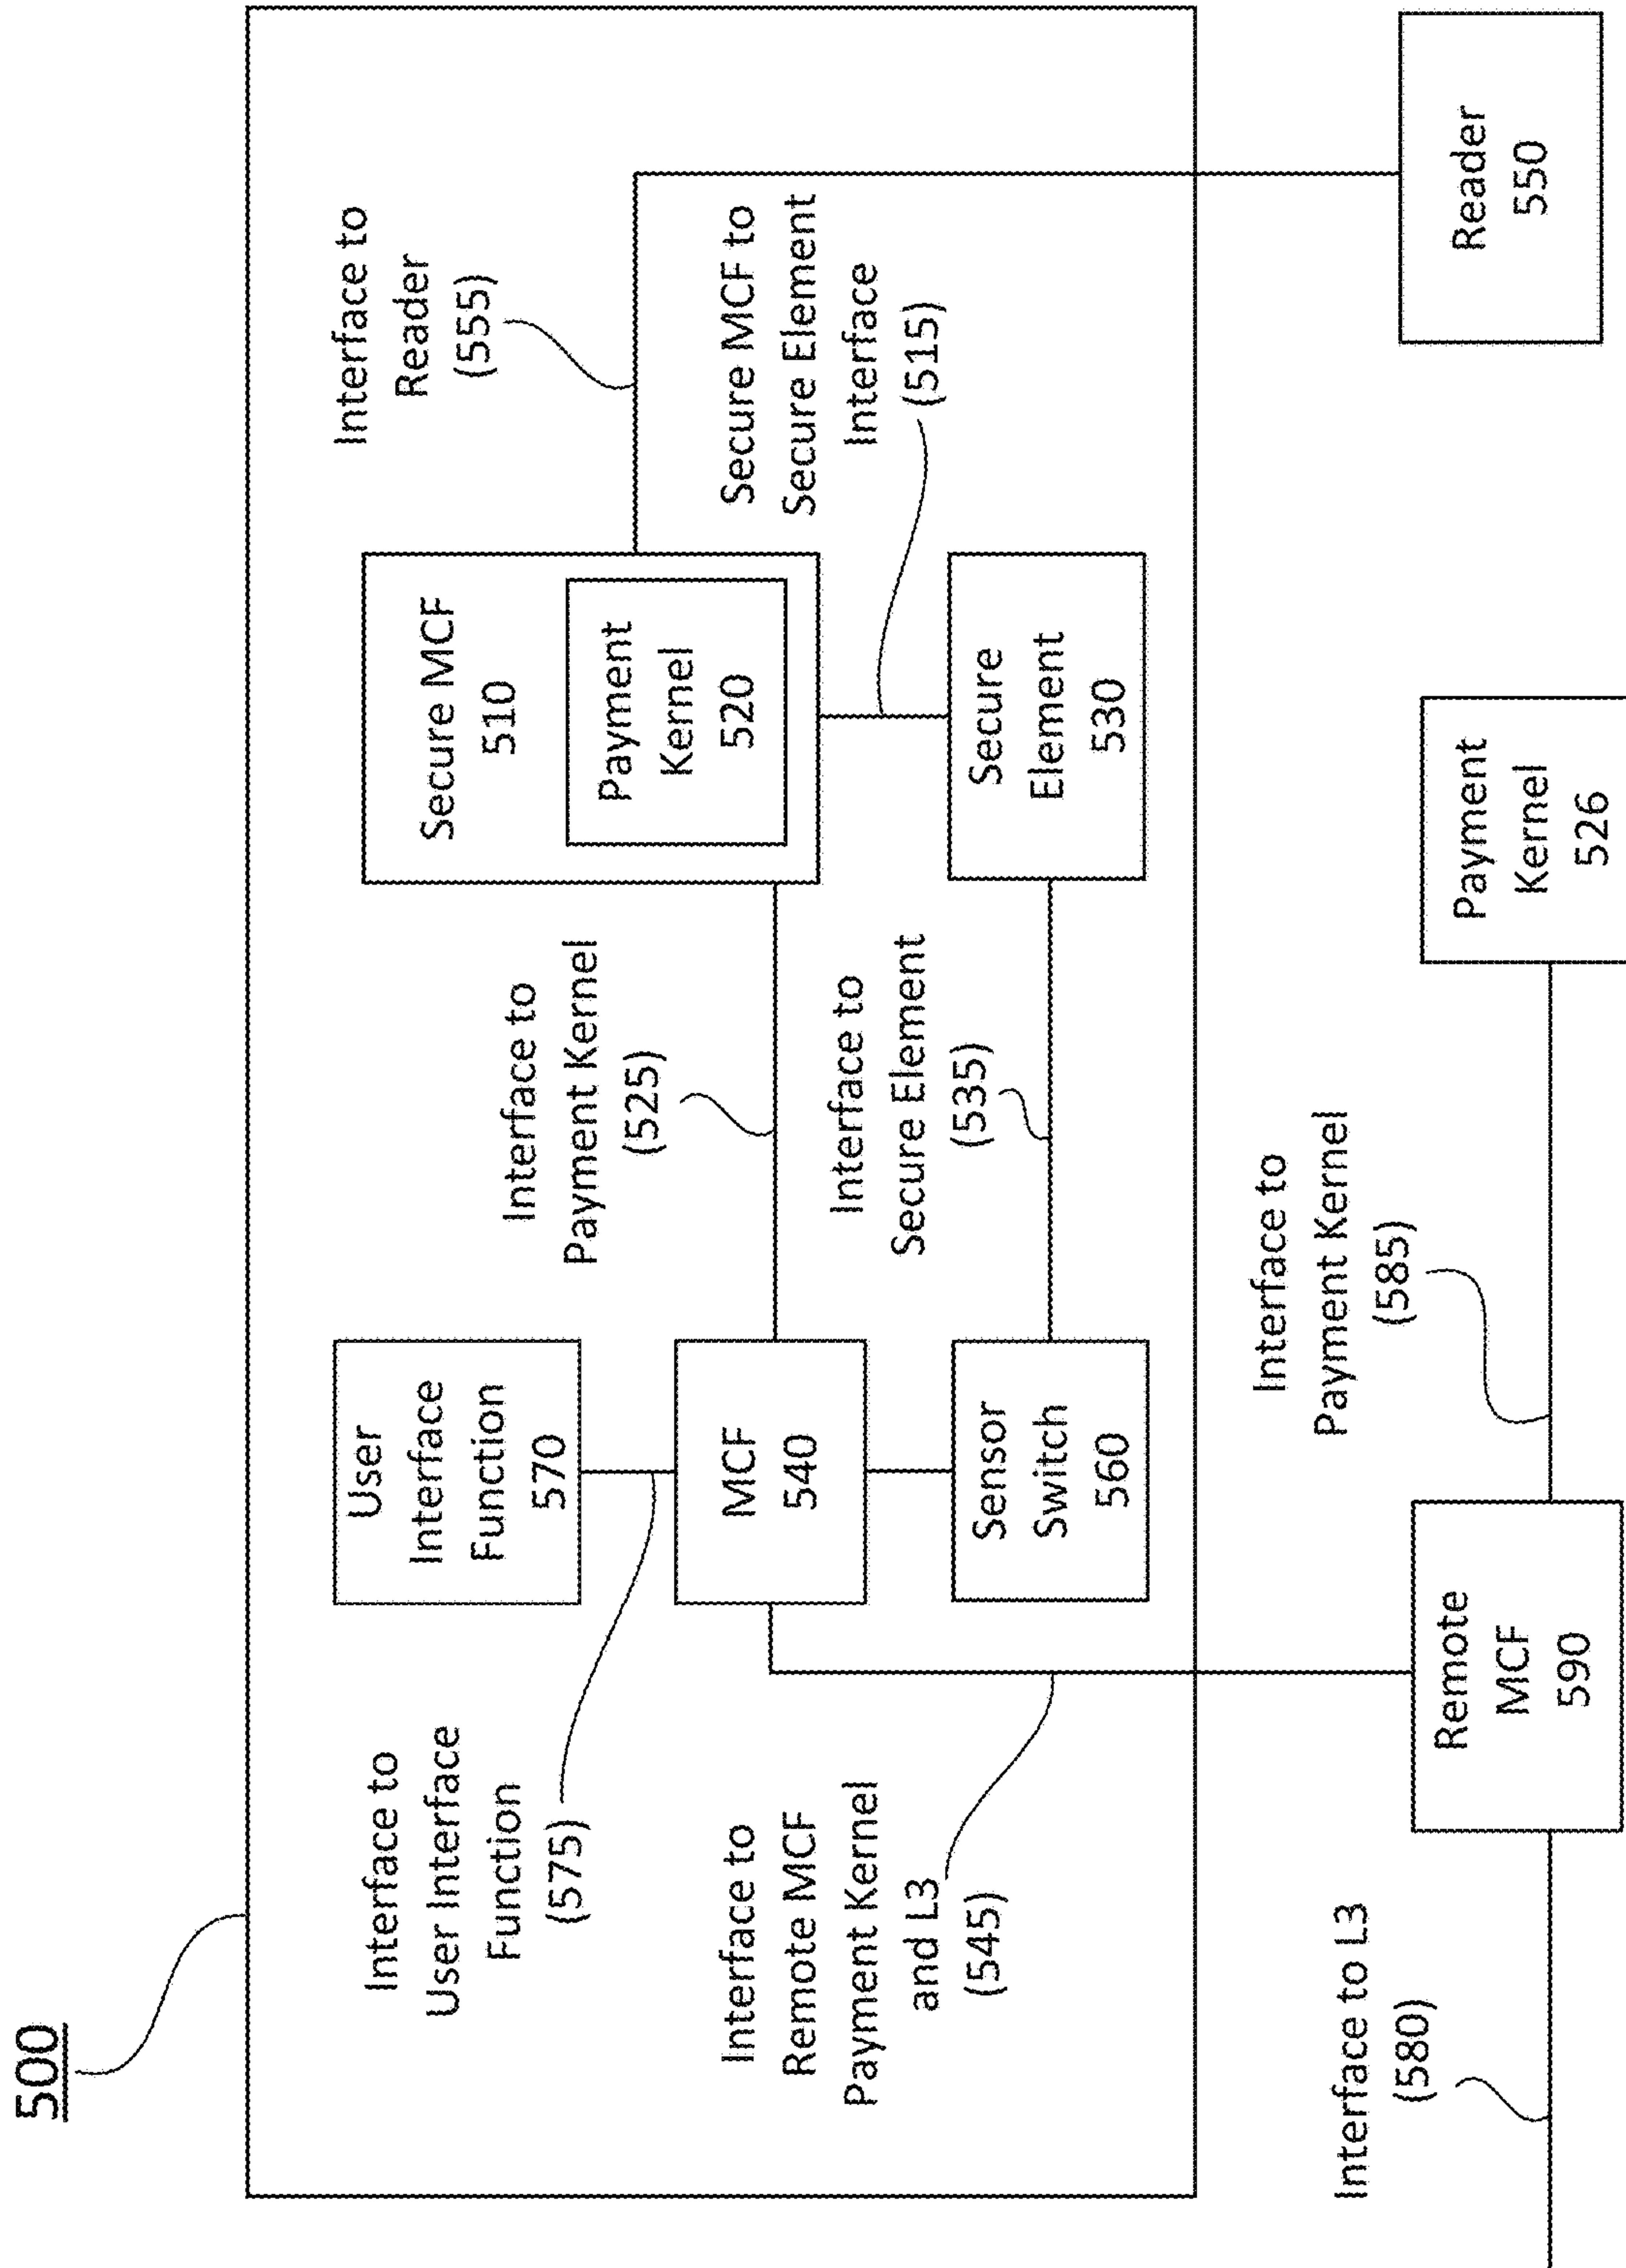 500
Interface to
User Interface
Function
(575)
User
Interface
Function
570
Interface to
Payment Kernel
(525)
Secure MCF
510
Payment
Kernel
520
Interface to
Reader
(555)
Interface to
Remote MCF
Payment Kernel
and L3
(545)
MCF
540
Interface to
Secure Element
(535)
Secure MCF to
Secure Element
Interface
(515)
Sensor
Switch
560
Secure
Element
530
Interface to L3
(580)
Remote
MCF
590
Interface to
Payment Kernel
(585)
Payment
Kernel
526
Reader
550